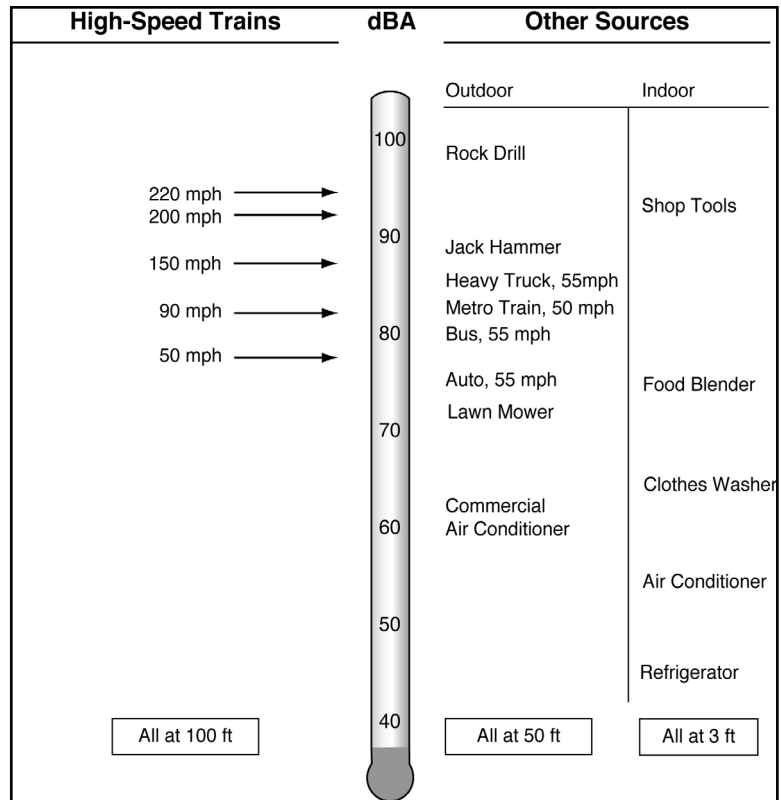 High-Speed Trains
dBA
Other Sources
Outdoor
Indoor
100
90
80
70
60
50
40
220 mph
200 mph
150 mph
90 mph
50 mph
Rock Drill
Jack Hammer
Heavy Truck, 55mph
Metro Train, 50 mph
Bus, 55 mph
Auto, 55 mph
Lawn Mower
Commercial
Air Conditioner
Shop Tools
Food Blender
Clothes Washer
Air Conditioner
Refrigerator
All at 100 ft
All at 50 ft
All at 3 ft